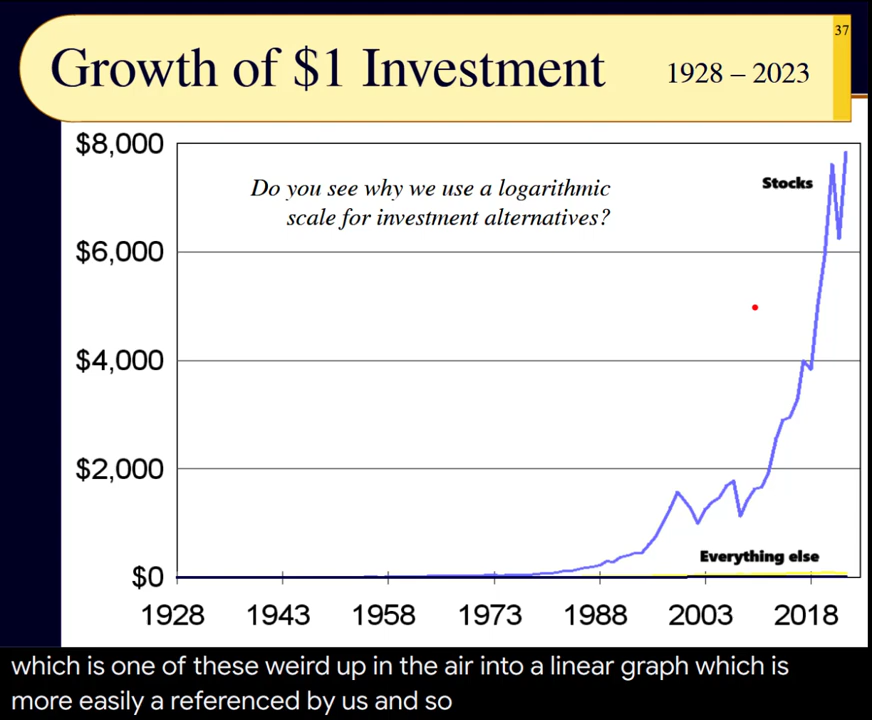 37
Growth of $1 Investment 1928 – 2023
$8,000
Do you see why we use a logarithmic
scale for investment alternatives?
Stocks
$6,000
$4,000
$2,000
Everything else
$0
1928 1943 1958 1973 1988 2003 2018
which is one of these weird up in the air into a linear graph which is
more easily a referenced by us and so